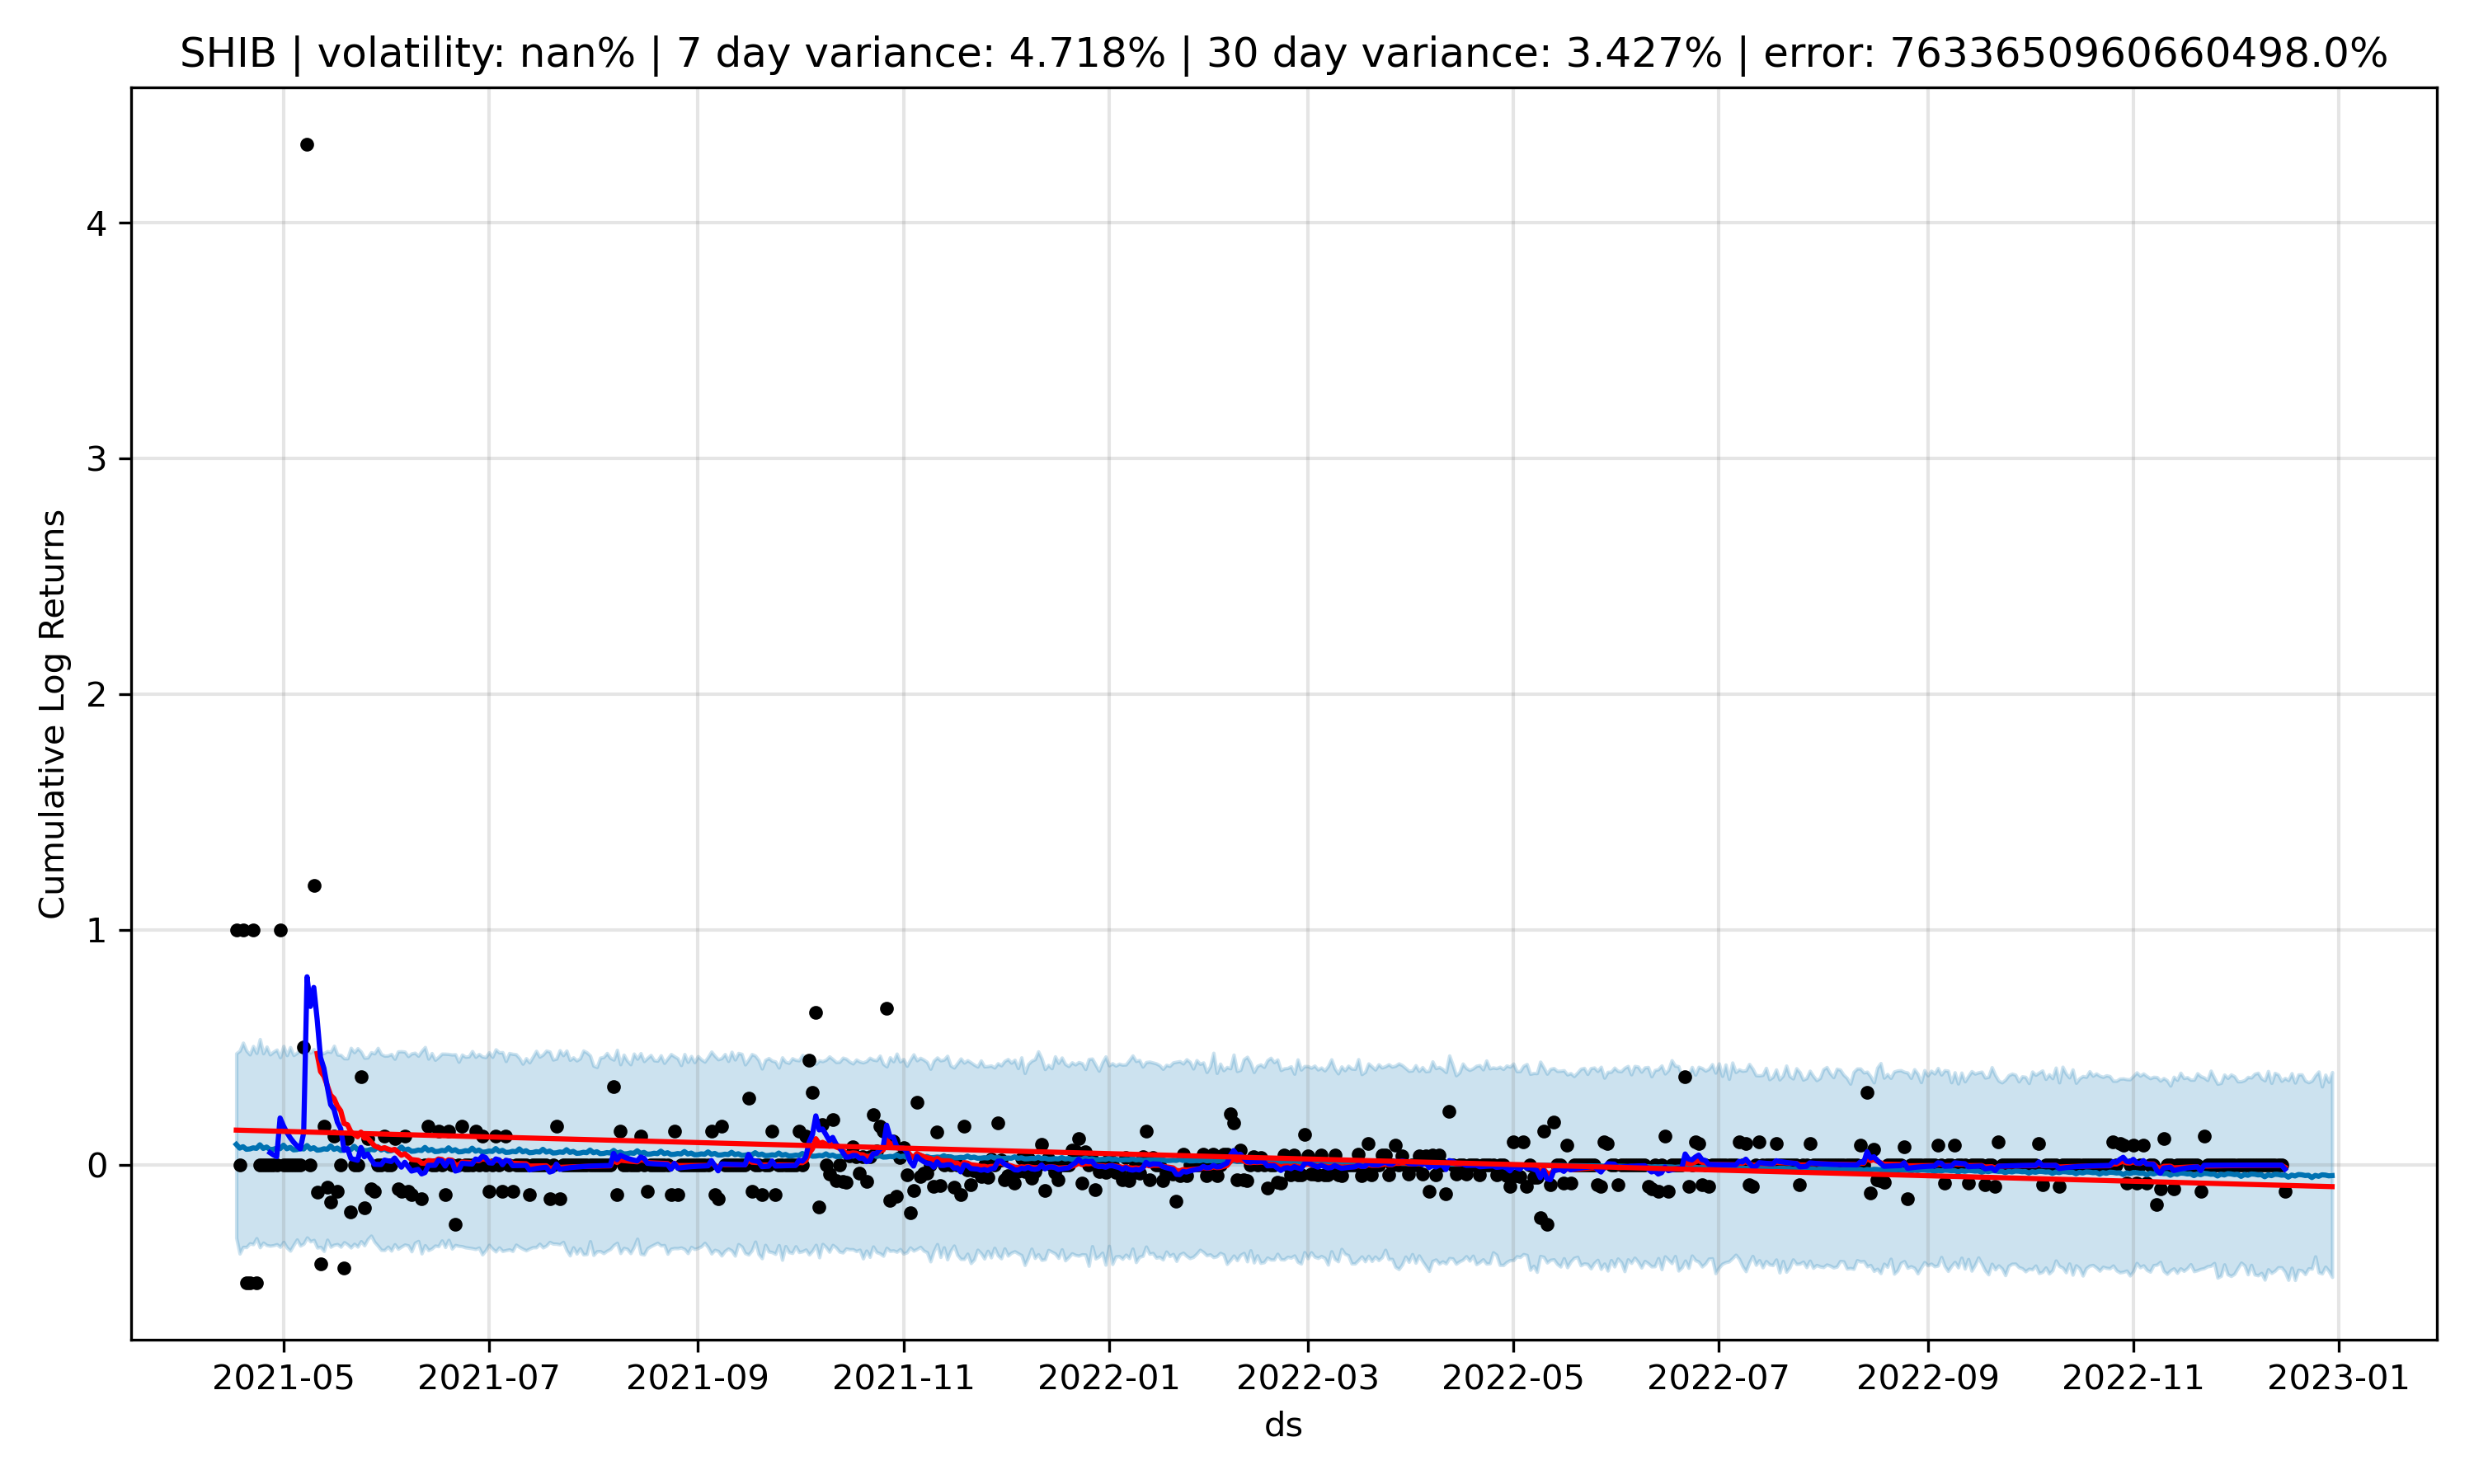 SHIB | volatility: nan% | 7 day variance: 4.718% | 30 day variance: 3.427% | error: 7633650960660498.0%
Cumulative Log Returns
4
3
2
1
0
2021-05 2021-07 2021-09 2021-11 2022-01 2022-03 2022-05 2022-07 2022-09 2022-11 2023-01
ds